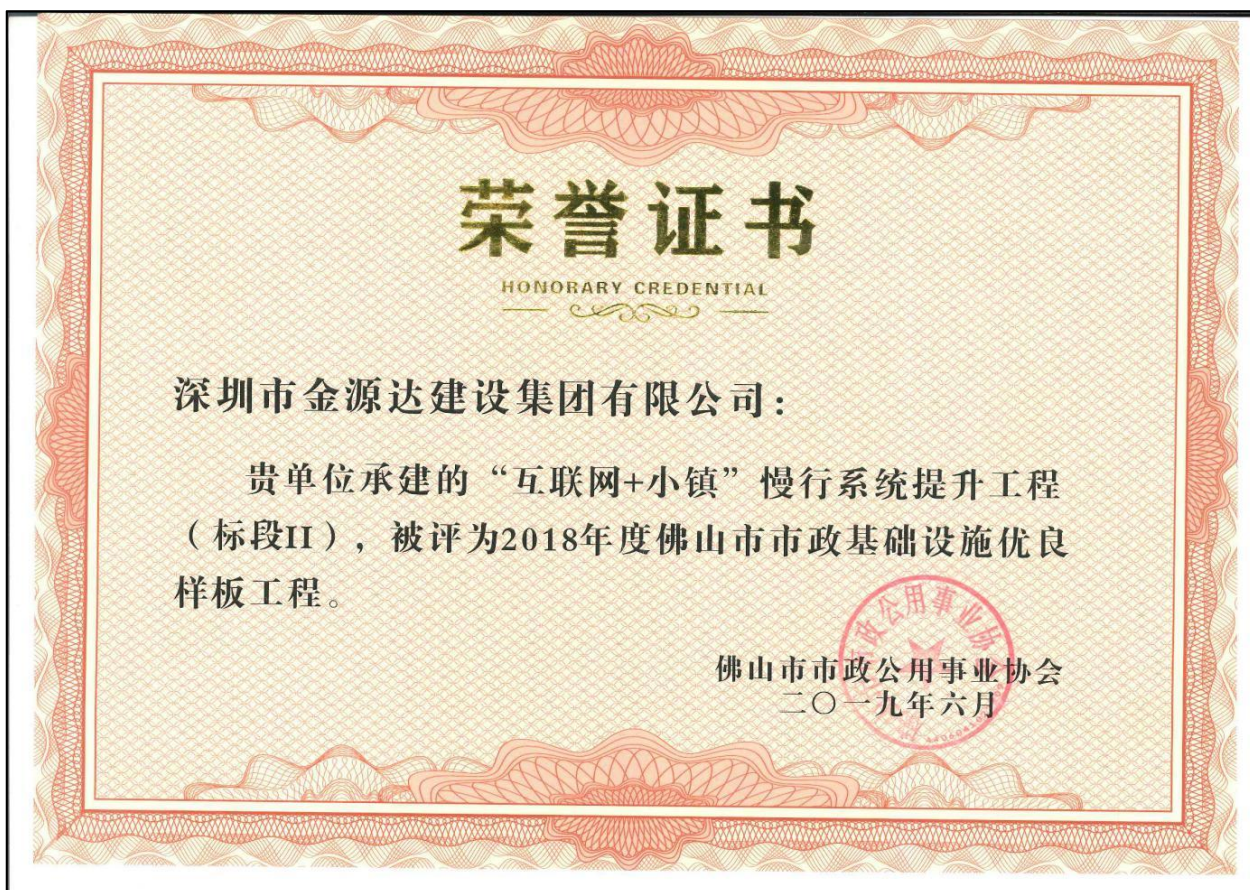 荣誉证书
HONORARY CREDENTIAL
深圳市金源达建设集团有限公司：
贵单位承建的“互联网+小镇”慢行系统提升工程
（标段II），被评为2018年度佛山市市政基础设施优良
样板工程。
佛山市市政公用事业协会
二〇一九年六月